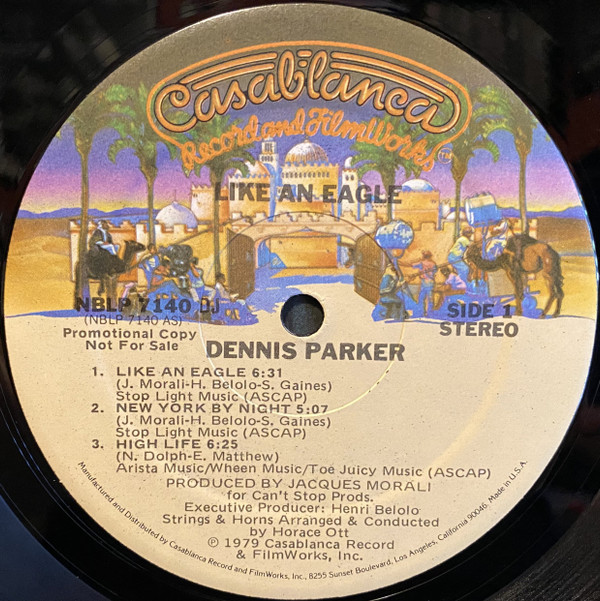 Casablanca
Record and FilmWorks™
LIKE AN EAGLE
NBLP 7140 DJ
(NBLP 7140 AS)
Promotional Copy
Not For Sale
SIDE 1
STEREO
DENNIS PARKER
1. LIKE AN EAGLE 6:31
(J. Morali-H. Belolo-S. Gaines)
Stop Light Music (ASCAP)
2. NEW YORK BY NIGHT 5:07
(J. Morali-H. Belolo-S. Gaines)
Stop Light Music (ASCAP)
3. HIGH LIFE 6:25
(N. Dolph-E. Matthew)
Arista Music/Wheen Music/Toe Juicy Music (ASCAP)
PRODUCED BY JACQUES MORALI
for Can't Stop Prods.
Executive Producer: Henri Belolo
Strings & Horns Arranged & Conducted
by Horace Ott
℗ 1979 Casablanca Record
& FilmWorks, Inc.
Manufactured and Distributed by Casablanca Record and FilmWorks, Inc., 8255 Sunset Boulevard, Los Angeles, California 90046. Made in U.S.A.